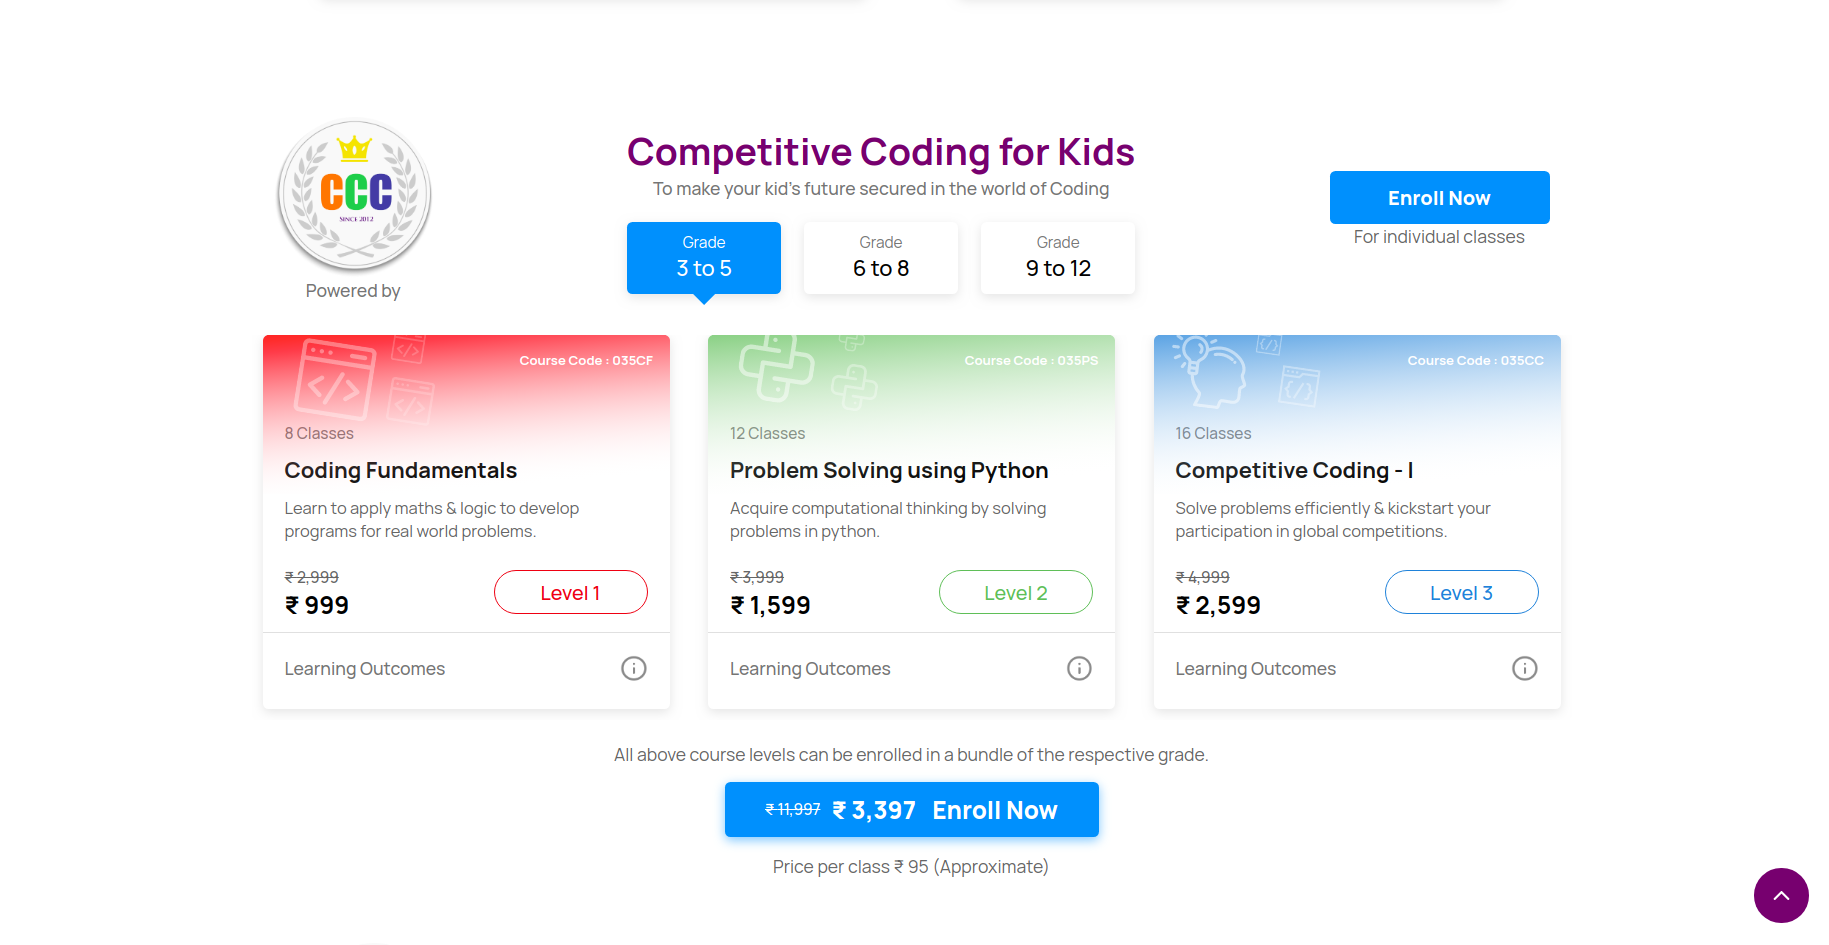 CCC
SINCE 2012
Powered by
Competitive Coding for Kids
To make your kid's future secured in the world of Coding
Grade
3 to 5
Grade
6 to 8
Grade
9 to 12
Enroll Now
For individual classes
Course Code : 035CF
8 Classes
Coding Fundamentals
Learn to apply maths & logic to develop
programs for real world problems.
₹ 2,999
₹ 999
Level 1
Learning Outcomes
Course Code : 035PS
12 Classes
Problem Solving using Python
Acquire computational thinking by solving
problems in python.
₹ 3,999
₹ 1,599
Level 2
Learning Outcomes
Course Code : 035CC
16 Classes
Competitive Coding - I
Solve problems efficiently & kickstart your
participation in global competitions.
₹ 4,999
₹ 2,599
Level 3
Learning Outcomes
All above course levels can be enrolled in a bundle of the respective grade.
₹ 11,997 ₹ 3,397 Enroll Now
Price per class ₹ 95 (Approximate)